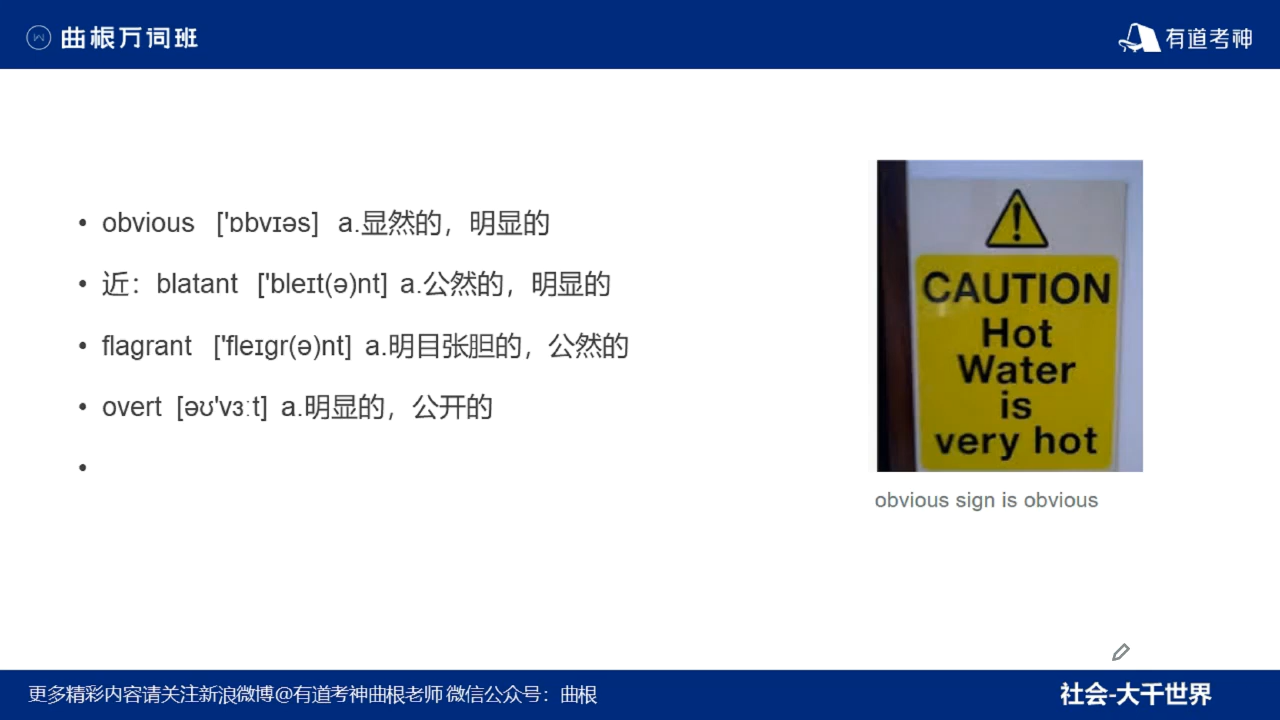 曲根万词班
有道考神
• obvious ['ɒbvɪəs] a.显然的，明显的
• 近：blatant ['bleɪt(ə)nt] a.公然的，明显的
• flagrant ['fleɪgr(ə)nt] a.明目张胆的，公然的
• overt [əʊ'vɜːt] a.明显的，公开的
•
CAUTION
Hot
Water
is
very hot
obvious sign is obvious
更多精彩内容请关注新浪微博@有道考神曲根老师 微信公众号：曲根
社会-大千世界